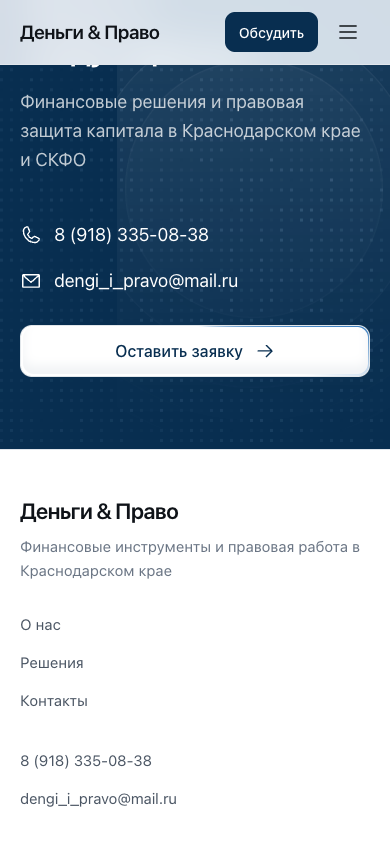 Деньги & Право
Обсудить
Финансовые решения и правовая
защита капитала в Краснодарском крае
и СКФО
8 (918) 335-08-38
dengi_i_pravo@mail.ru
Оставить заявку
Деньги & Право
Финансовые инструменты и правовая работа в
Краснодарском крае
О нас
Решения
Контакты
8 (918) 335-08-38
dengi_i_pravo@mail.ru